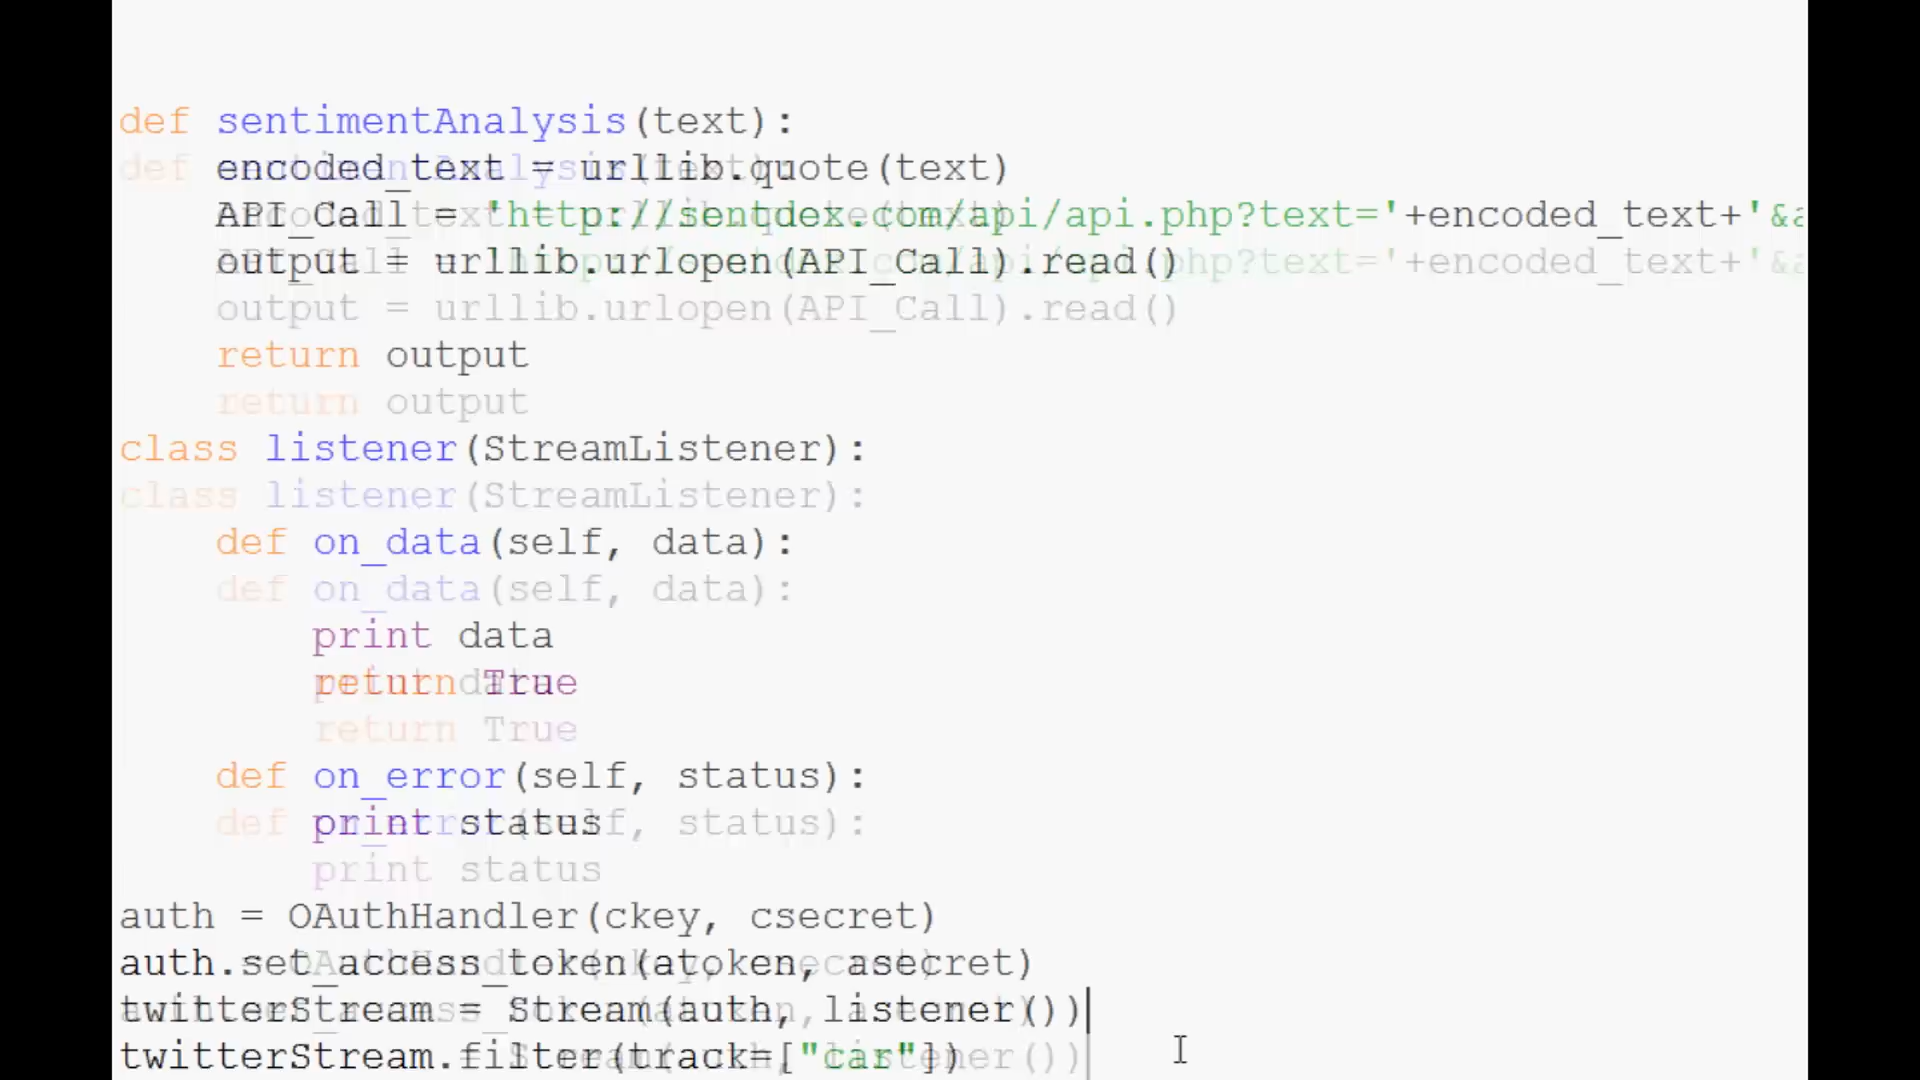 def sentimentAnalysis(text):
    encoded_text = urllib.quote(text)
    API_Call = 'http://sentdex.com/api/api.php?text='+encoded_text+'&a
    output = urllib.urlopen(API_Call).read()
    return output
class listener(StreamListener):
    def on_data(self, data):
        print data
        return True
    def on_error(self, status):
        print status
auth = OAuthHandler(ckey, csecret)
auth.set_access_token(atoken, asecret)
twitterStream = Stream(auth, listener())
twitterStream.filter(track=["car"])